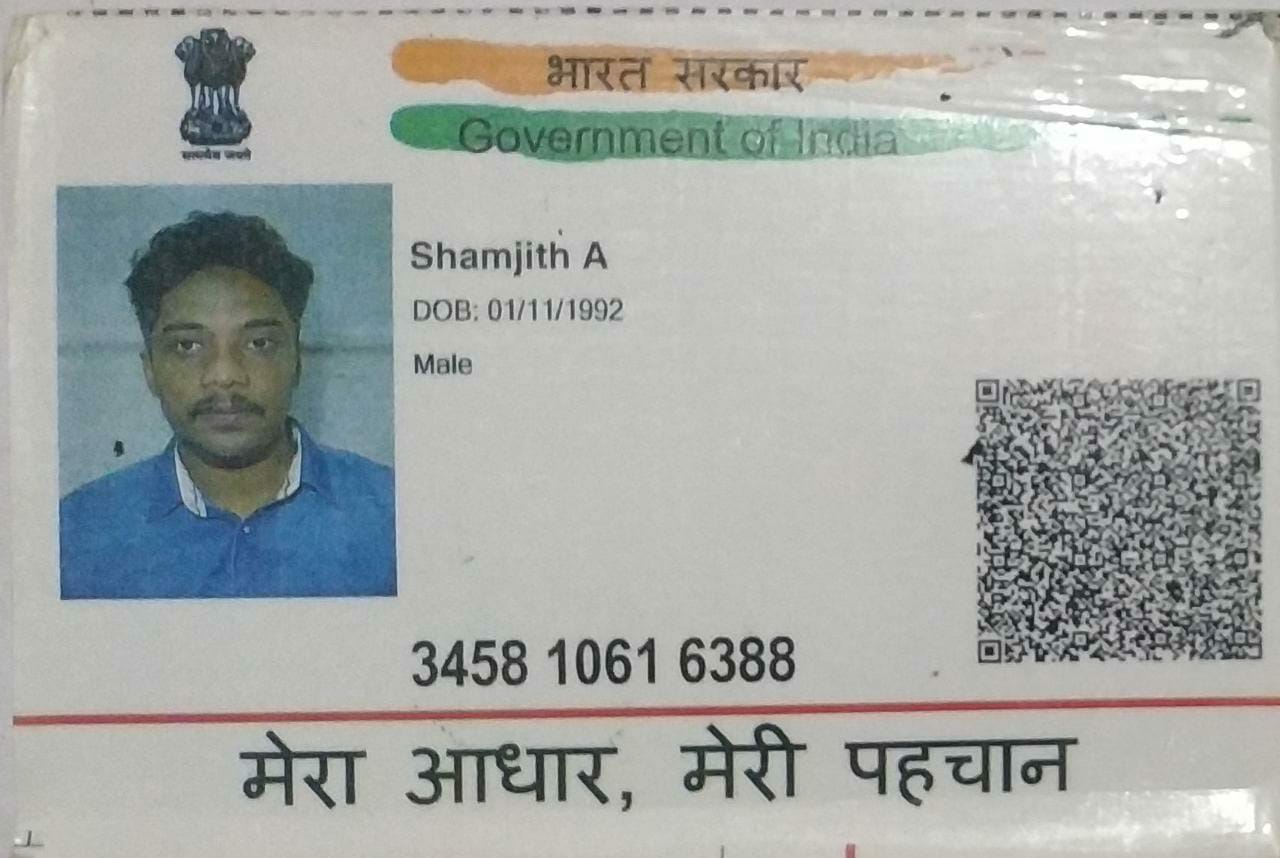 सत्यमेव जयते
भारत सरकार
Government of India
Shamjith A
DOB: 01/11/1992
Male
3458 1061 6388
मेरा आधार, मेरी पहचान